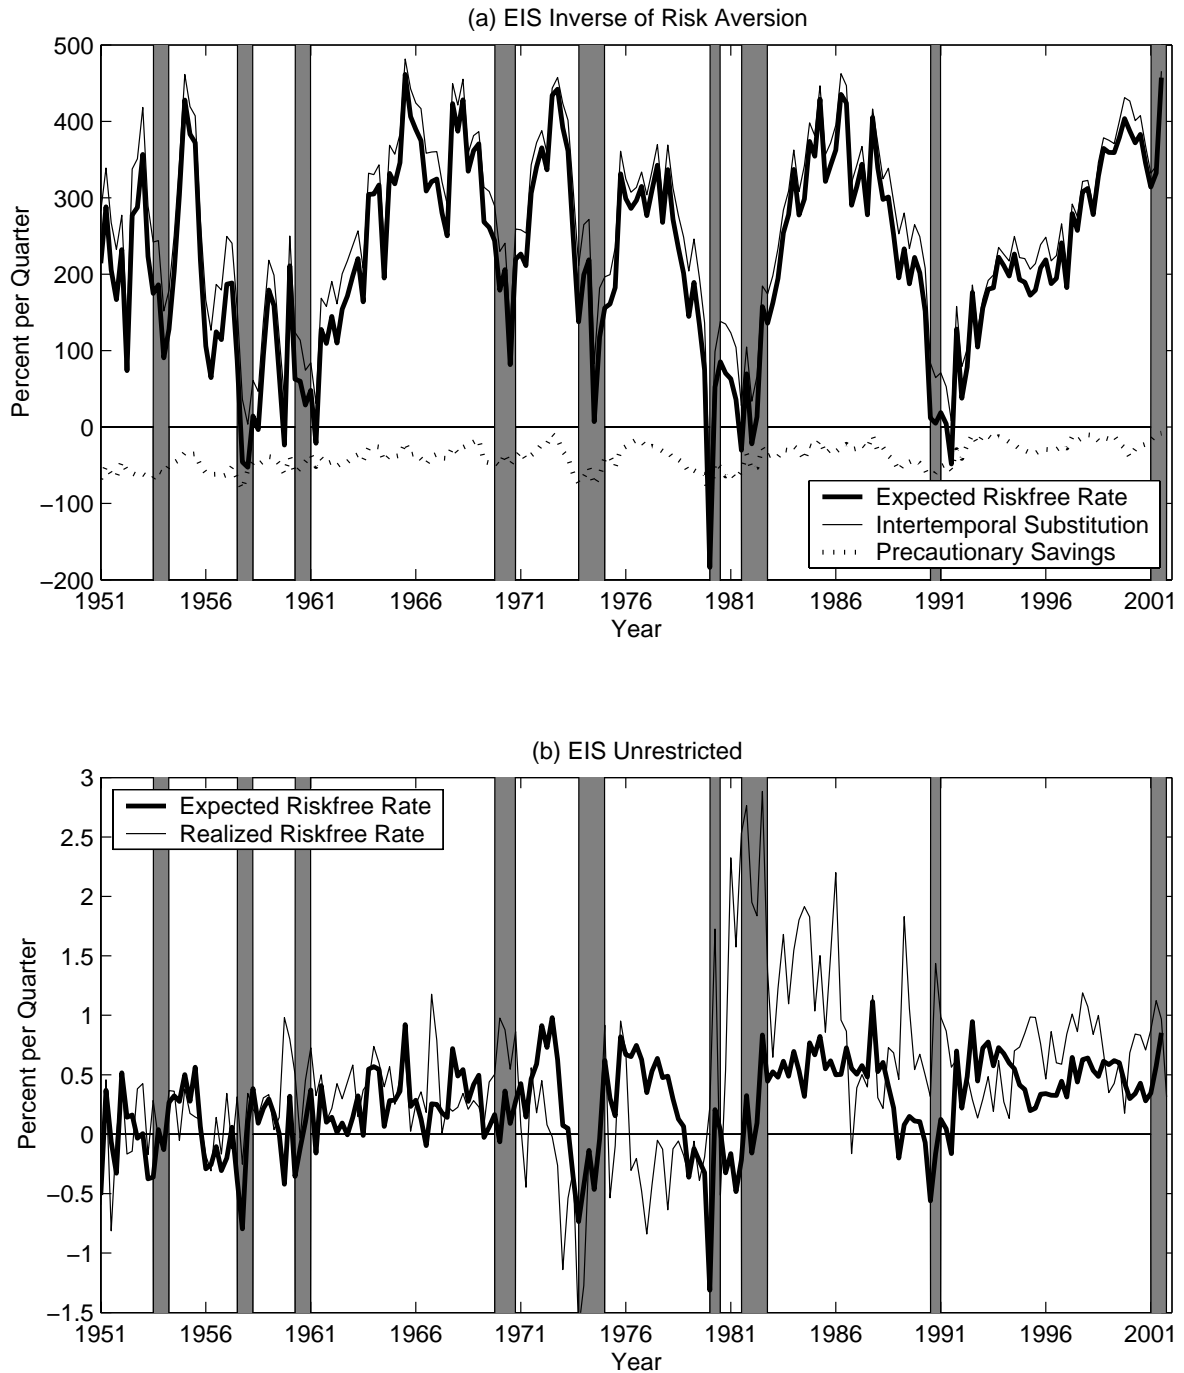 (a) EIS Inverse of Risk Aversion
500
400
300
200
100
0
−100
−200
Percent per Quarter
Expected Riskfree Rate
Intertemporal Substitution
Precautionary Savings
1951 1956 1961 1966 1971 1976 1981 1986 1991 1996 2001
Year
(b) EIS Unrestricted
3
2.5
2
1.5
1
0.5
0
−0.5
−1
−1.5
Percent per Quarter
Expected Riskfree Rate
Realized Riskfree Rate
1951 1956 1961 1966 1971 1976 1981 1986 1991 1996 2001
Year